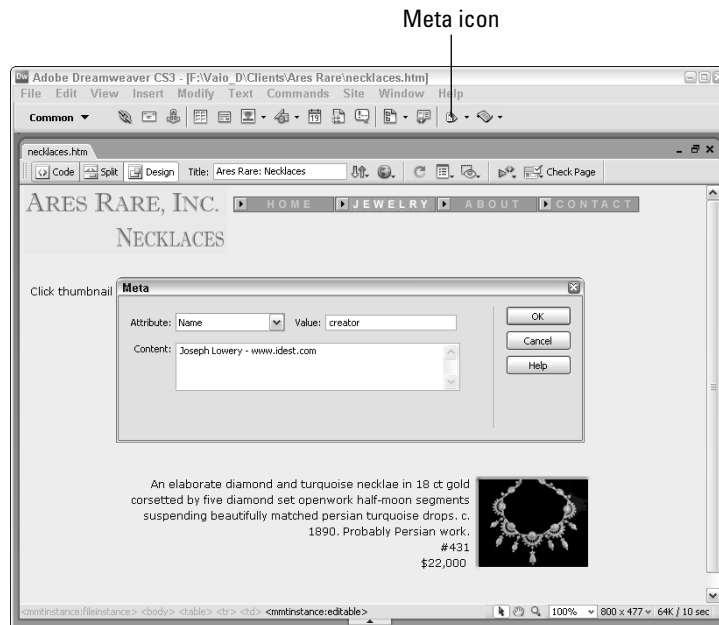 Meta icon
Dw Adobe Dreamweaver CS3 - [F:\Vaio_D\Clients\Ares Rare\necklaces.htm]
File Edit View Insert Modify Text Commands Site Window Help
Common
necklaces.htm
Code Split Design Title: Ares Rare: Necklaces Check Page
ARES RARE, INC. HOME JEWELRY ABOUT CONTACT
NECKLACES
Click thumbnail
Meta
Attribute: Name Value: creator OK
Cancel
Content: Joseph Lowery - www.idest.com
Help
An elaborate diamond and turquoise necklae in 18 ct gold
corsetted by five diamond set openwork half-moon segments
suspending beautifully matched persian turquoise drops. c.
1890. Probably Persian work.
#431
$22,000
<mmtinstance:fileinstance> <body> <table> <tr> <td> <mmtinstance:editable> 100% 800 x 477 64K / 10 sec